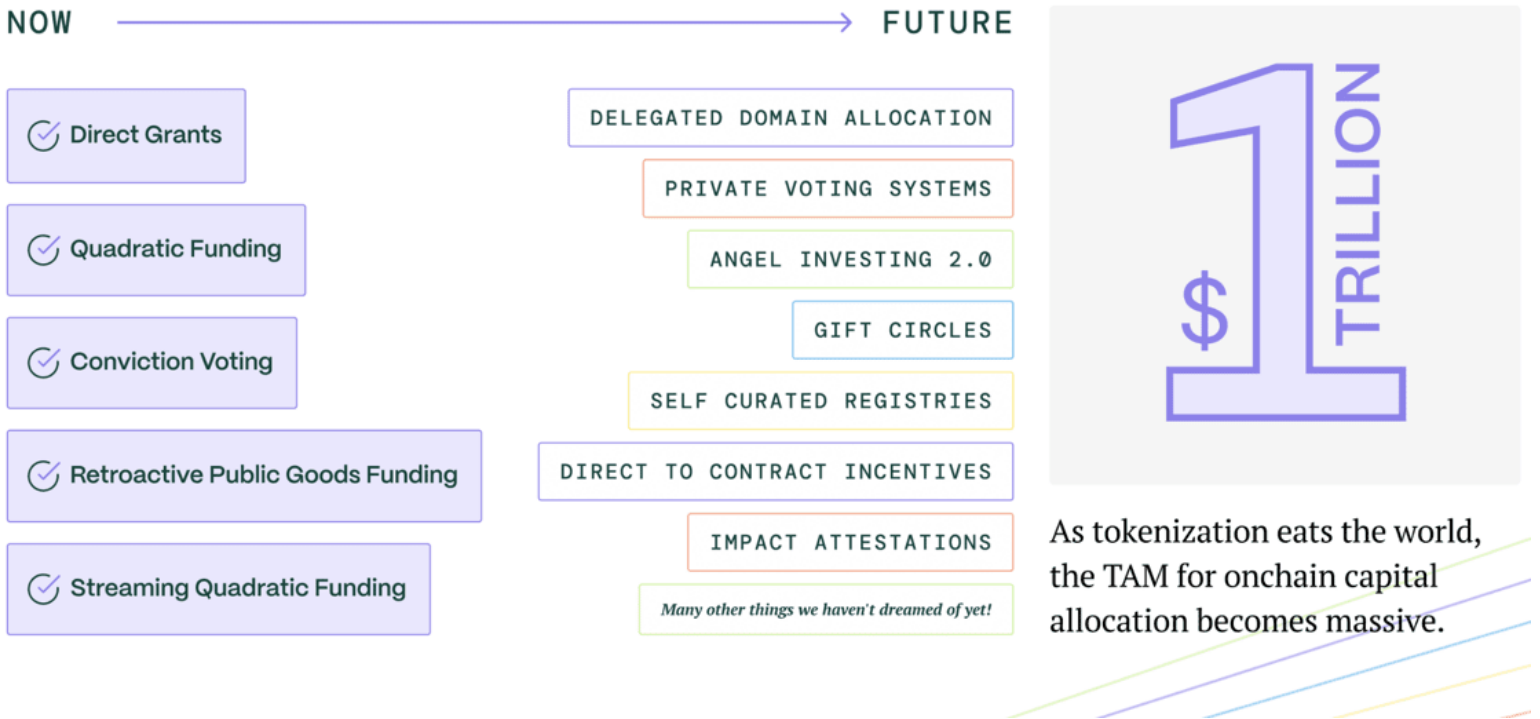 NOW
FUTURE
Direct Grants
Quadratic Funding
Conviction Voting
Retroactive Public Goods Funding
Streaming Quadratic Funding
DELEGATED DOMAIN ALLOCATION
PRIVATE VOTING SYSTEMS
ANGEL INVESTING 2.0
GIFT CIRCLES
SELF CURATED REGISTRIES
DIRECT TO CONTRACT INCENTIVES
IMPACT ATTESTATIONS
Many other things we haven't dreamed of yet!
$1 TRILLION
As tokenization eats the world,
the TAM for onchain capital
allocation becomes massive.